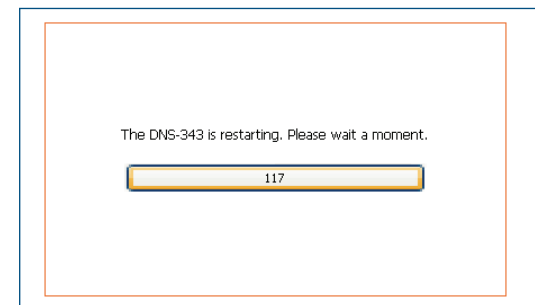 The DNS-343 is restarting. Please wait a moment.
117